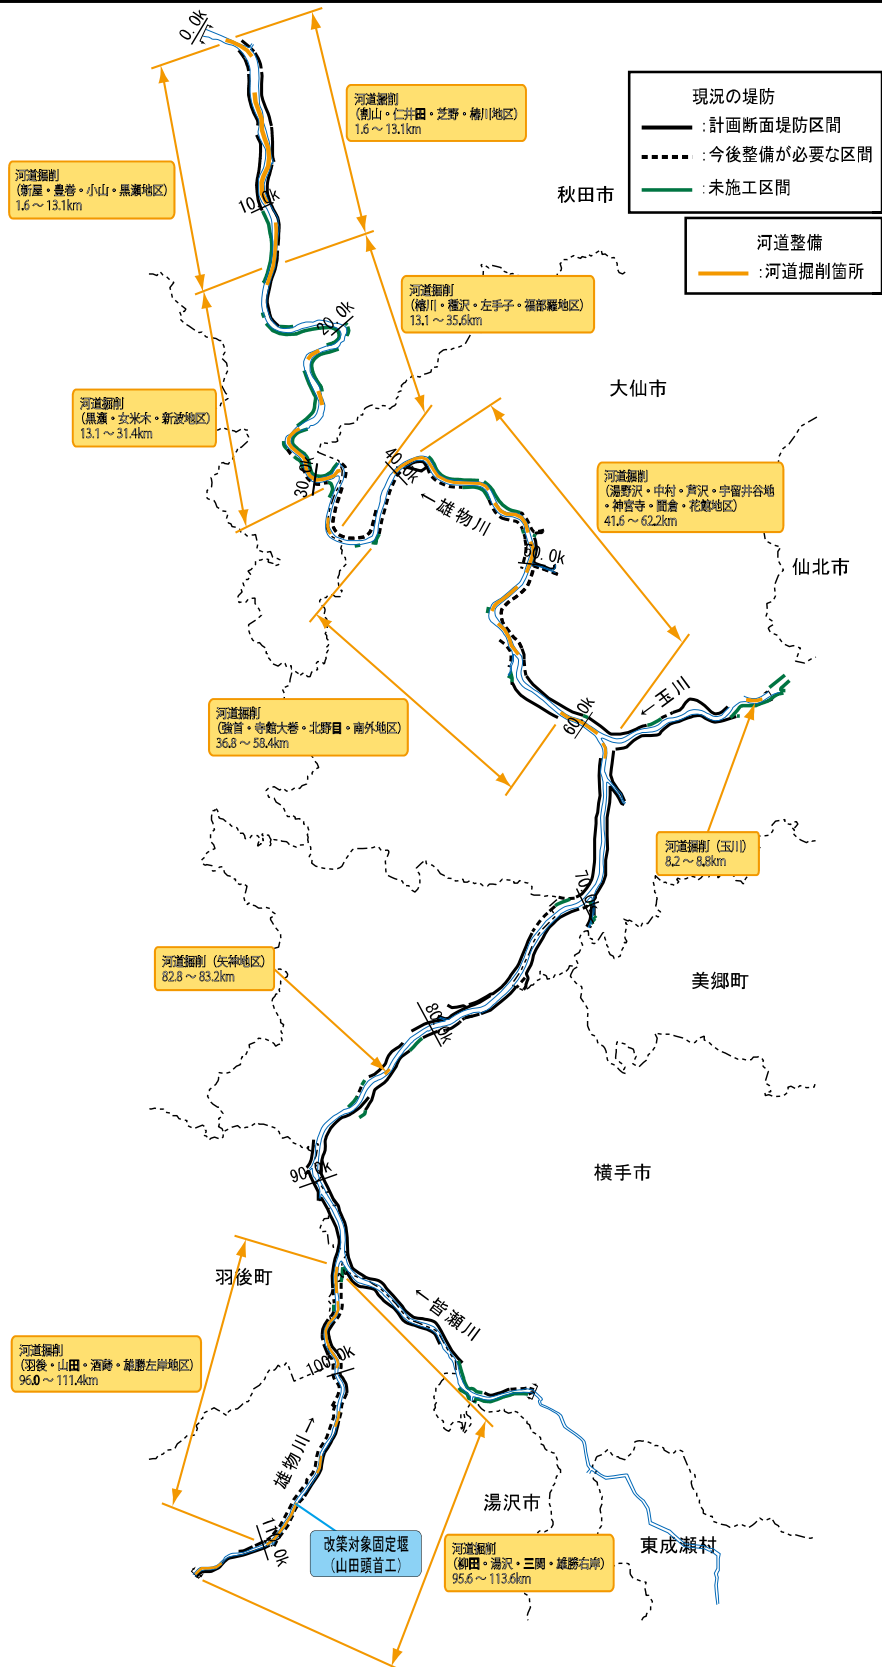 0.0k
河道掘削
（割山・仁井田・芝野・椿川地区）
1.6～13.1km
現況の堤防
：計画断面堤防区間
：今後整備が必要な区間
：未施工区間
河道整備
：河道掘削箇所
河道掘削
（新屋・豊巻・小山・黒瀬地区）
1.6～13.1km
秋田市
10.0k
河道掘削
（椿川・種沢・左手子・福部羅地区）
13.1～35.6km
20.0k
大仙市
河道掘削
（黒瀬・女米木・新波地区）
13.1～31.4km
30.0k
40.0k
←雄物川
河道掘削
（湯野沢・中村・芦沢・宇留井谷地
・神宮寺・間倉・花館地区）
41.6～62.2km
50.0k
仙北市
←玉川
河道掘削
（強首・寺館大巻・北野目・南外地区）
36.8～58.4km
60.0k
河道掘削（玉川）
8.2～8.8km
70.0k
河道掘削（矢神地区）
82.8～83.2km
美郷町
80.0k
横手市
90.0k
羽後町
←皆瀬川
河道掘削
（羽後・山田・酒蒔・雄勝左岸地区）
96.0～111.4km
100.0k
雄物川→
湯沢市
東成瀬村
改築対象固定堰
（山田頭首工）
河道掘削
（柳田・湯沢・三関・雄勝右岸）
95.6～113.6km